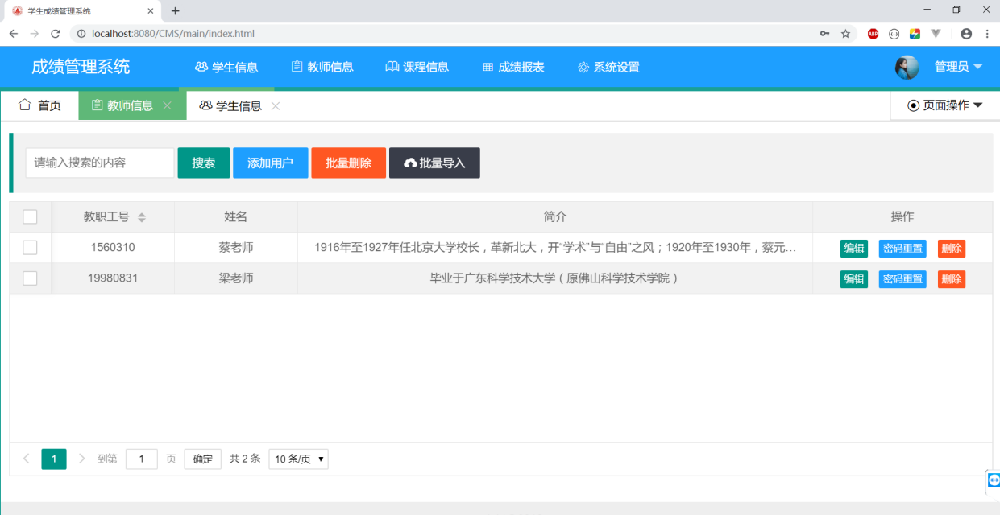 学生成绩管理系统
localhost:8080/CMS/main/index.html
ABP
成绩管理系统 学生信息 教师信息 课程信息 成绩报表 系统设置 管理员
首页 教师信息 学生信息 页面操作
请输入搜索的内容 搜索 添加用户 批量删除 批量导入
教职工号 姓名 简介 操作
1560310 蔡老师 1916年至1927年任北京大学校长，革新北大，开“学术”与“自由”之风；1920年至1930年，蔡元… 编辑 密码重置 删除
19980831 梁老师 毕业于广东科学技术大学（原佛山科学技术学院） 编辑 密码重置 删除
1 到第 1 页 确定 共 2 条 10 条/页